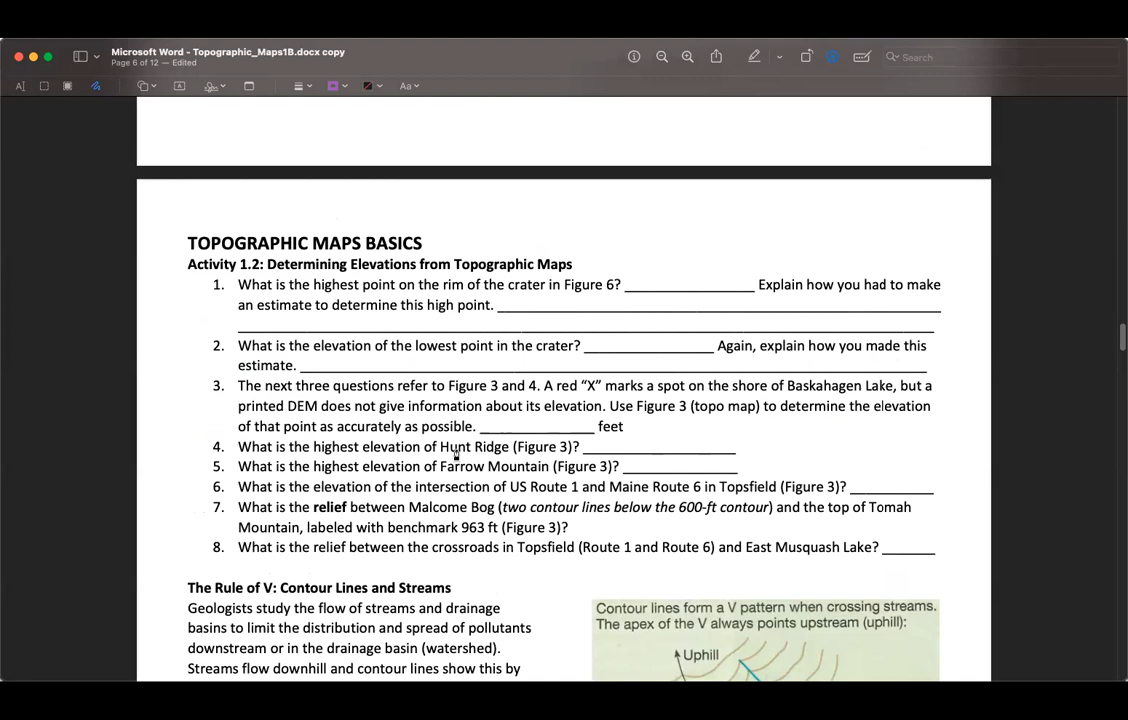 Microsoft Word - Topographic_Maps1B.docx copy
Page 6 of 12 — Edited
Search
TOPOGRAPHIC MAPS BASICS
Activity 1.2: Determining Elevations from Topographic Maps
1. What is the highest point on the rim of the crater in Figure 6? __________________ Explain how you had to make
an estimate to determine this high point. ______________________________________________________________
________________________________________________________________________________________________
2. What is the elevation of the lowest point in the crater? __________________ Again, explain how you made this
estimate. ______________________________________________________________________________________
3. The next three questions refer to Figure 3 and 4. A red “X” marks a spot on the shore of Baskahagen Lake, but a
printed DEM does not give information about its elevation. Use Figure 3 (topo map) to determine the elevation
of that point as accurately as possible. ________________ feet
4. What is the highest elevation of Hunt Ridge (Figure 3)? _____________________
5. What is the highest elevation of Farrow Mountain (Figure 3)? ________________
6. What is the elevation of the intersection of US Route 1 and Maine Route 6 in Topsfield (Figure 3)? ____________
7. What is the relief between Malcome Bog (two contour lines below the 600-ft contour) and the top of Tomah
Mountain, labeled with benchmark 963 ft (Figure 3)?
8. What is the relief between the crossroads in Topsfield (Route 1 and Route 6) and East Musquash Lake? _______
The Rule of V: Contour Lines and Streams
Geologists study the flow of streams and drainage
basins to limit the distribution and spread of pollutants
downstream or in the drainage basin (watershed).
Streams flow downhill and contour lines show this by
Contour lines form a V pattern when crossing streams.
The apex of the V always points upstream (uphill):
Uphill